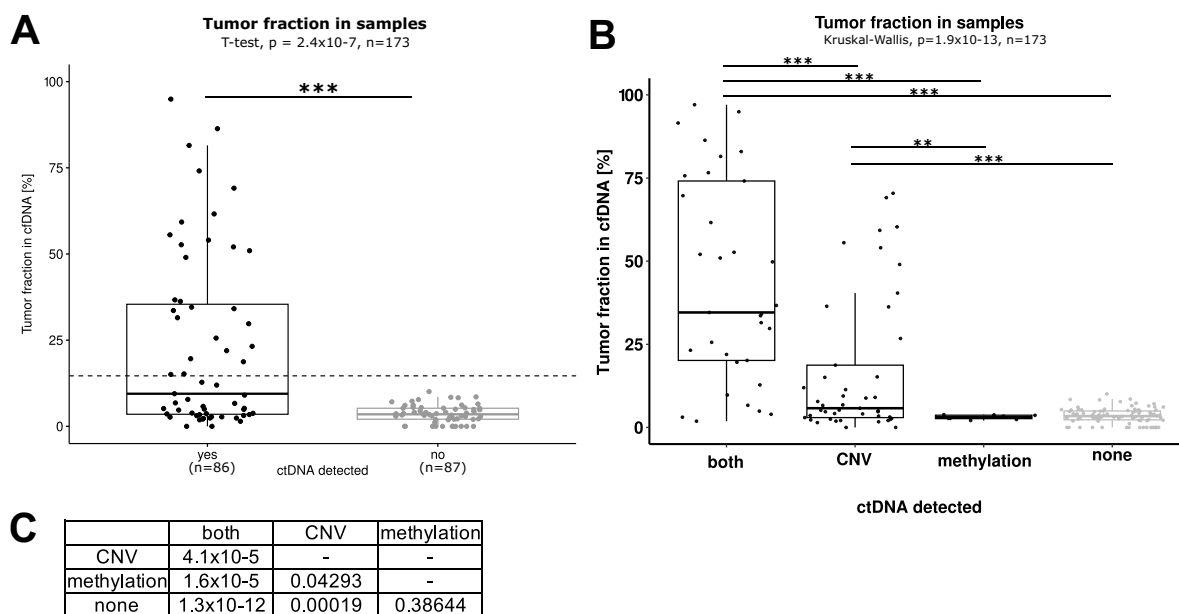 A
Tumor fraction in samples
T-test, p = 2.4x10-7, n=173
***
Tumor fraction in cfDNA [%]
100
75
50
25
0
yes
(n=86)
ctDNA detected
no
(n=87)
B
Tumor fraction in samples
Kruskal-Wallis, p=1.9x10-13, n=173
***
***
***
**
***
Tumor fraction in cfDNA [%]
100
75
50
25
0
both
CNV
methylation
none
ctDNA detected
C
both CNV methylation
CNV 4.1x10-5 - -
methylation 1.6x10-5 0.04293 -
none 1.3x10-12 0.00019 0.38644